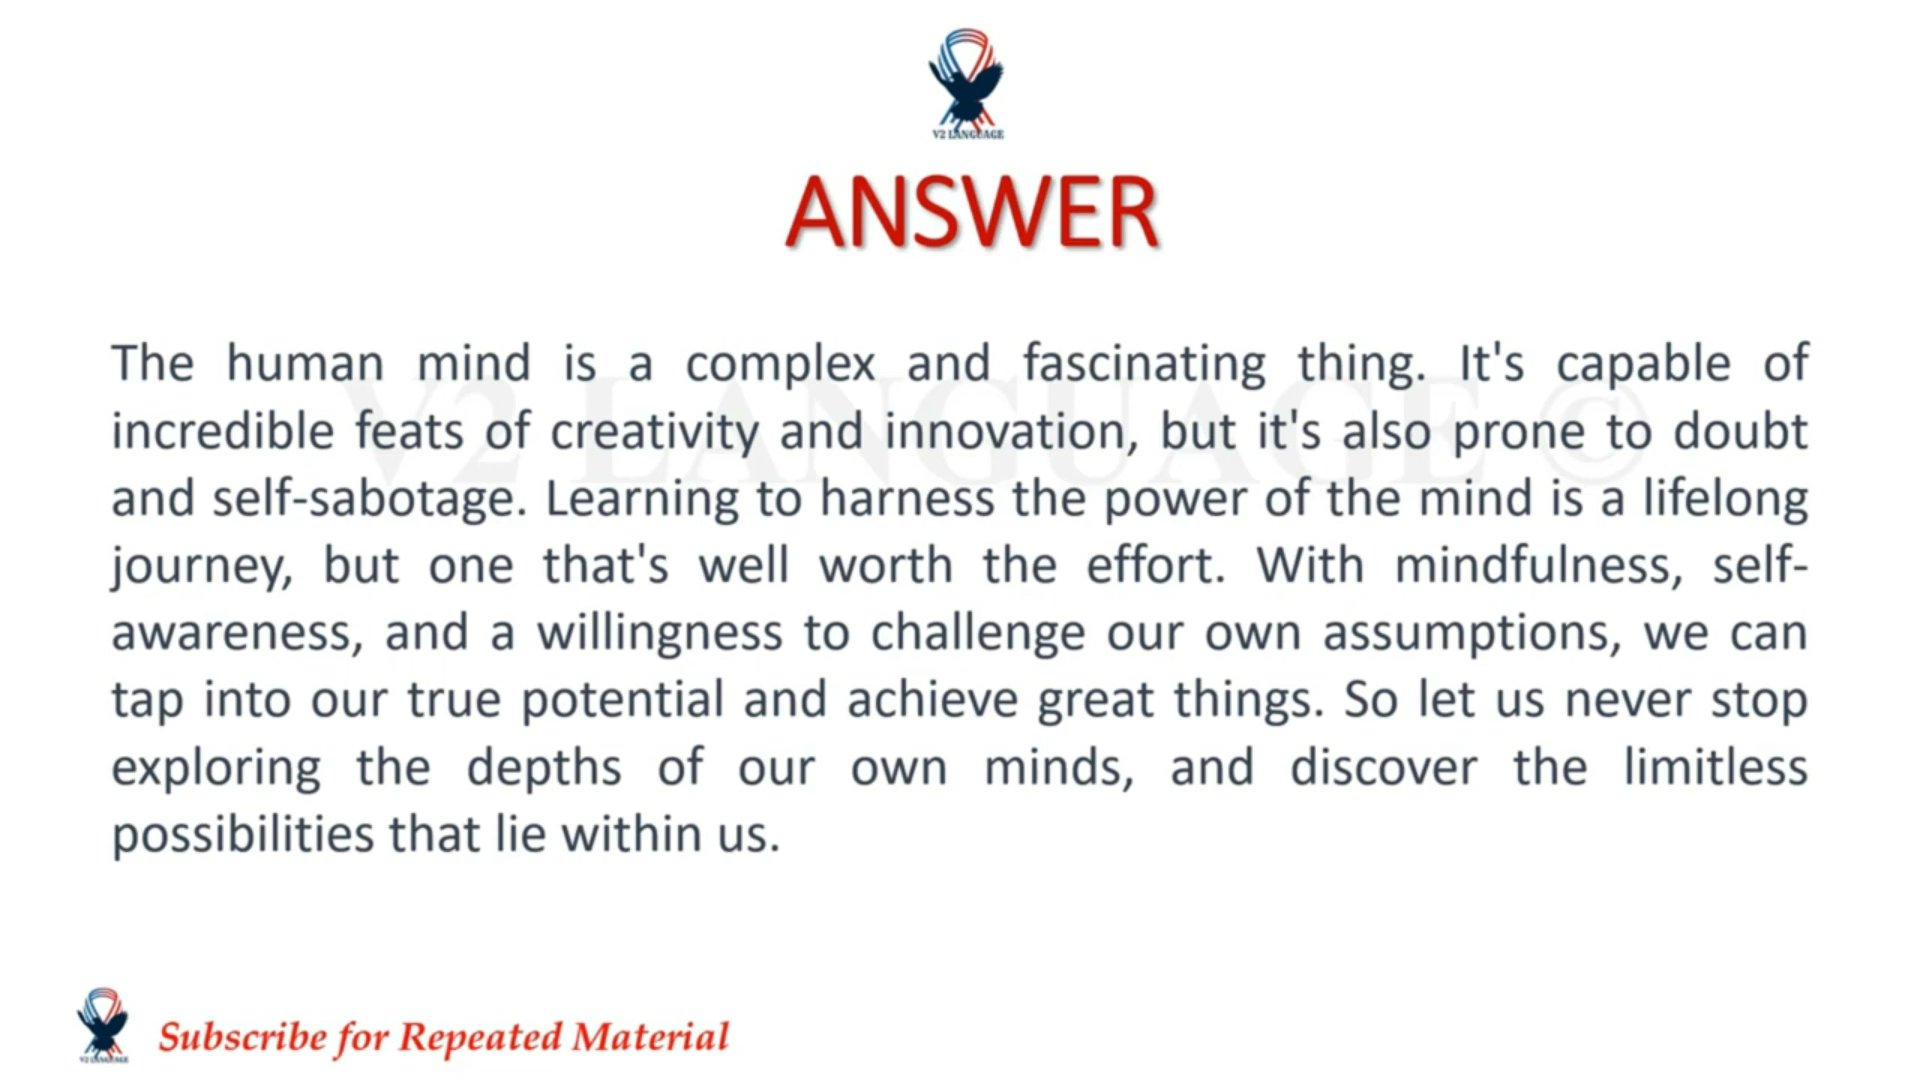 V2 LANGUAGE
ANSWER
The human mind is a complex and fascinating thing. It's capable of
incredible feats of creativity and innovation, but it's also prone to doubt
and self-sabotage. Learning to harness the power of the mind is a lifelong
journey, but one that's well worth the effort. With mindfulness, self-
awareness, and a willingness to challenge our own assumptions, we can
tap into our true potential and achieve great things. So let us never stop
exploring the depths of our own minds, and discover the limitless
possibilities that lie within us.
V2 LANGUAGE ©
V2 LANGUAGE
Subscribe for Repeated Material